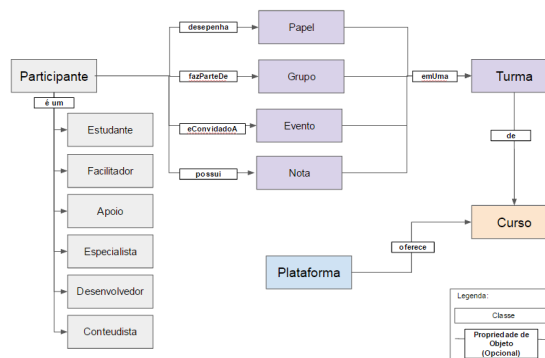 desepenha
Papel
Participante
fazParteDe
Grupo
emUma
Turma
é um
Estudante
eConvidadoA
Evento
de
Facilitador
possui
Nota
Apoio
Curso
Especialista
oferece
Plataforma
Desenvolvedor
Legenda:
Classe
Conteudista
Propriedade de
Objeto
(Opcional)